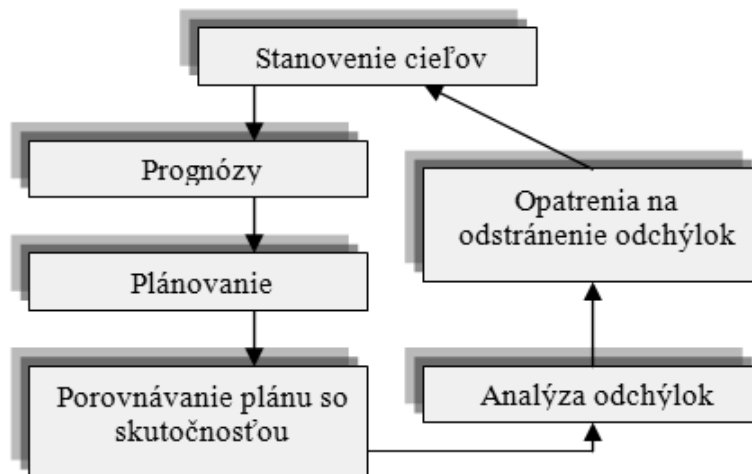 Stanovenie cieľov
Prognózy
Plánovanie
Porovnávanie plánu so
skutočnosťou
Analýza odchýlok
Opatrenia na
odstránenie odchýlok